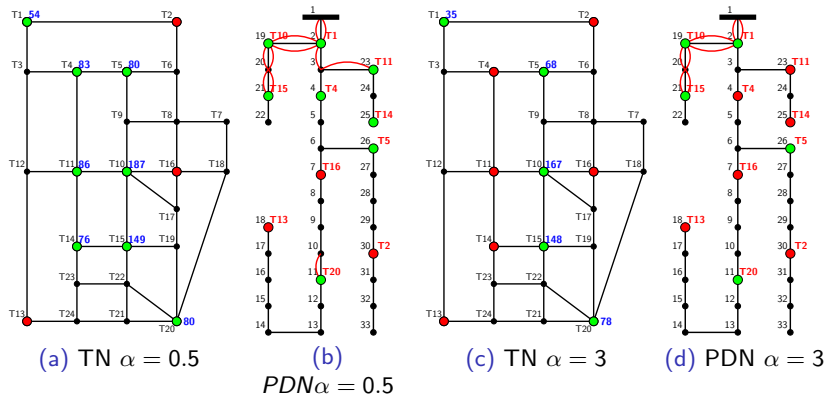 T1 54 T2
T3 T4 83 T5 80 T6
T9 T8 T7
T12 T11 86 T10 187 T16 T18
T17
T14 76 T15 149 T19
T23 T22
T13 T24 T21 T20 80
(a) TN α = 0.5
1
19 T10 2 T1
20 3 23 T11
21 T15 4 T4 24
22 5 25 T14
6 26 T5
7 T16 27
8 28
18 T13 9 29
17 10 30 T2
16 11 T20 31
15 12 32
14 13 33
(b)
PDNα = 0.5
T1 35 T2
T3 T4 T5 68 T6
T9 T8 T7
T12 T11 T10 167 T16 T18
T17
T14 T15 148 T19
T23 T22
T13 T24 T21 T20 78
(c) TN α = 3
1
19 T10 2 T1
20 3 23 T11
21 T15 4 T4 24
22 5 25 T14
6 26 T5
7 T16 27
8 28
18 T13 9 29
17 10 30 T2
16 11 T20 31
15 12 32
14 13 33
(d) PDN α = 3